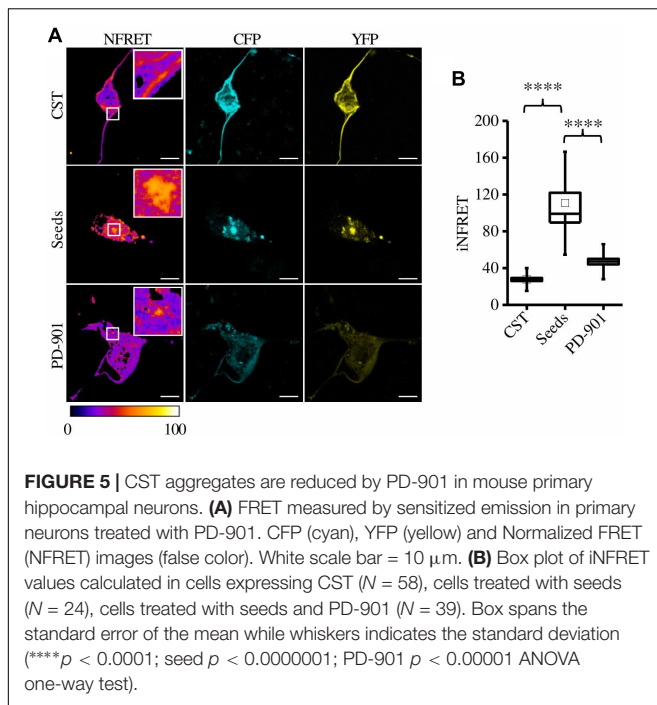 A
NFRET CFP YFP
CST
Seeds
PD-901
0 100
B
****
****
200
160
120
80
40
0
iNFRET
CST Seeds PD-901
FIGURE 5 | CST aggregates are reduced by PD-901 in mouse primary
hippocampal neurons. (A) FRET measured by sensitized emission in primary
neurons treated with PD-901. CFP (cyan), YFP (yellow) and Normalized FRET
(NFRET) images (false color). White scale bar = 10 μm. (B) Box plot of iNFRET
values calculated in cells expressing CST (N = 58), cells treated with seeds
(N = 24), cells treated with seeds and PD-901 (N = 39). Box spans the
standard error of the mean while whiskers indicates the standard deviation
(****p < 0.0001; seed p < 0.0000001; PD-901 p < 0.00001 ANOVA
one-way test).